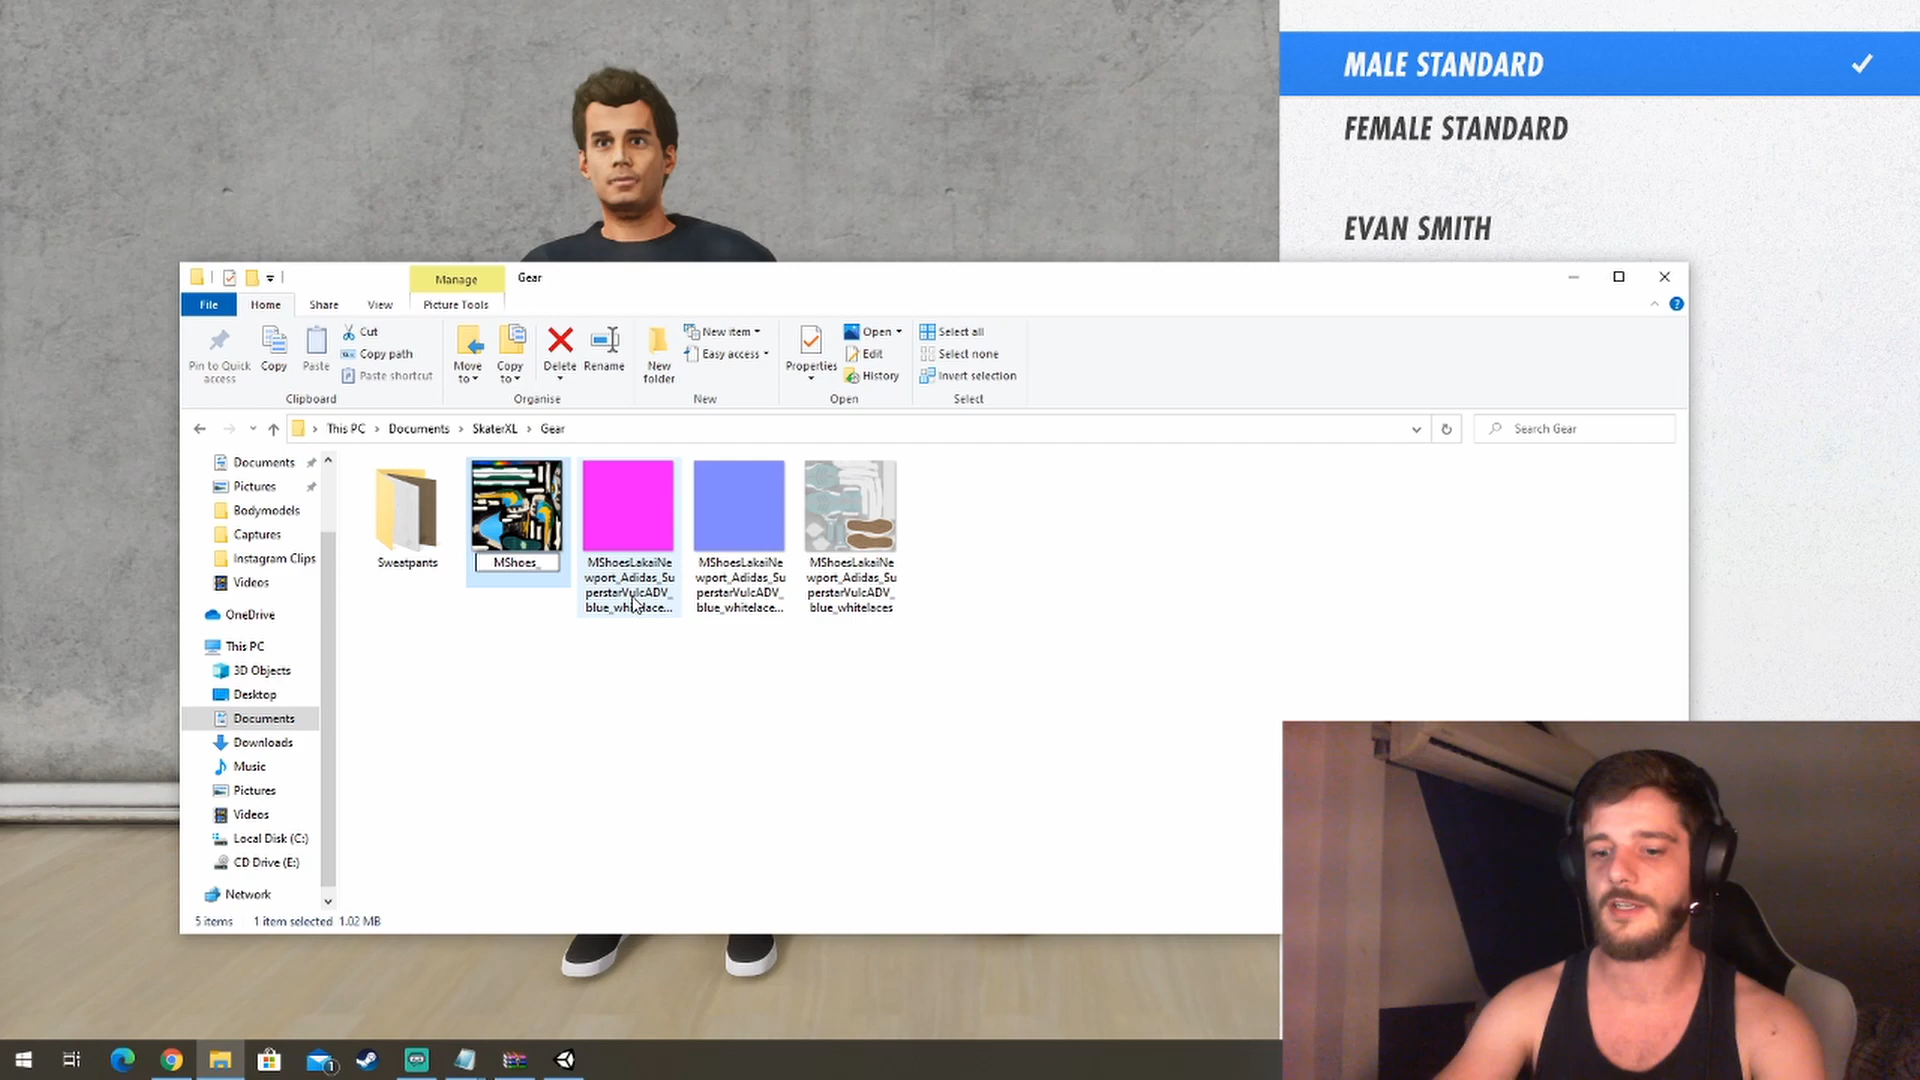 MALE STANDARD
FEMALE STANDARD
EVAN SMITH
Manage
Gear
File
Home
Share
View
Picture Tools
Pin to Quick access
Copy
Paste
Cut
Copy path
Paste shortcut
Clipboard
Move to
Copy to
Delete
Rename
Organise
New folder
New item
Easy access
New
Properties
Open
Edit
History
Open
Select all
Select none
Invert selection
Select
This PC > Documents > SkaterXL > Gear
Search Gear
Documents
Pictures
Bodymodels
Captures
Instagram Clips
Videos
OneDrive
This PC
3D Objects
Desktop
Documents
Downloads
Music
Pictures
Videos
Local Disk (C:)
CD Drive (E:)
Network
Sweatpants
MShoes_
MShoesLakaiNe
wport_Adidas_Su
perstarVulcADV_
blue_whitelace...
MShoesLakaiNe
wport_Adidas_Su
perstarVulcADV_
blue_whitelace...
MShoesLakaiNe
wport_Adidas_Su
perstarVulcADV_
blue_whitelaces
5 items
1 item selected 1.02 MB
1